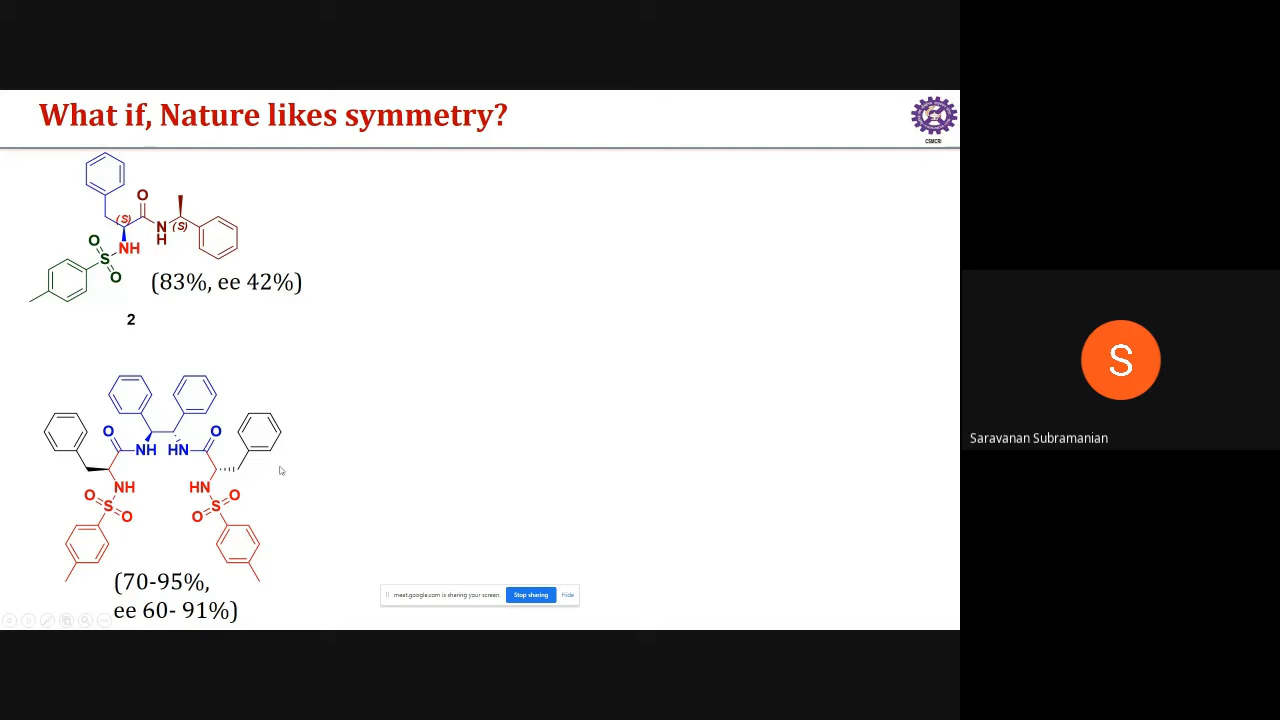 What if, Nature likes symmetry?
CSMCRI
O
(S)
N
H
(S)
O
NH
S
O
(83%, ee 42%)
2
O
O
NH
HN
NH
HN
O
O
S
S
O
O
(70-95%,
ee 60- 91%)
meet.google.com is sharing your screen.
Stop sharing
Hide
S
Saravanan Subramanian